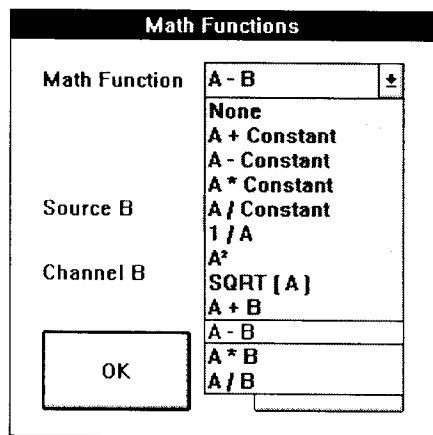 Math Functions
Math Function A - B
None
A + Constant
A - Constant
A * Constant
Source B A / Constant
1 / A
A²
Channel B SQRT ( A )
A + B
A - B
A * B
OK A / B